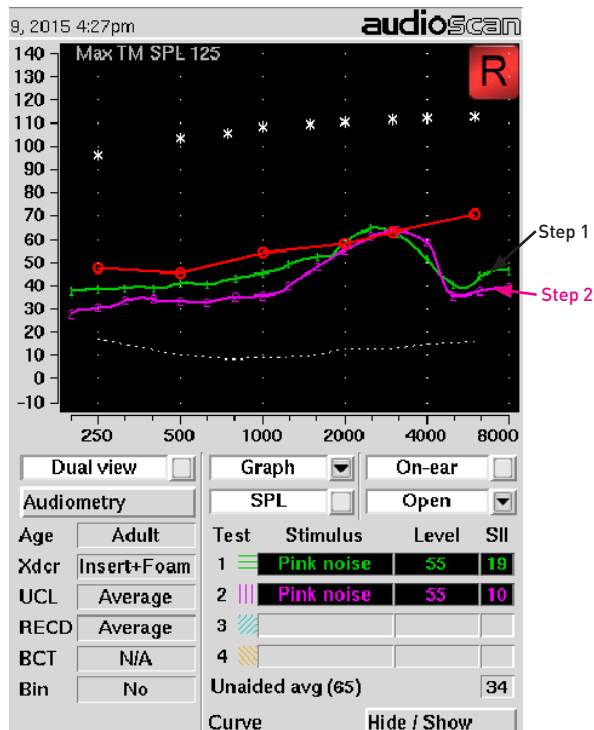 9, 2015 4:27pm audioscan
Max TM SPL 125
R
140
130
120
110
100
90
80
70
60
50
40
30
20
10
0
-10
Step 1
Step 2
250 500 1000 2000 4000 8000
Dual view Graph On-ear
Audiometry SPL Open
Age Adult Test Stimulus Level SII
Xdcr Insert+Foam 1 Pink noise 55 19
UCL Average 2 Pink noise 55 10
RECD Average 3
BCT N/A 4
Bin No Unaided avg (65) 34
Curve Hide / Show